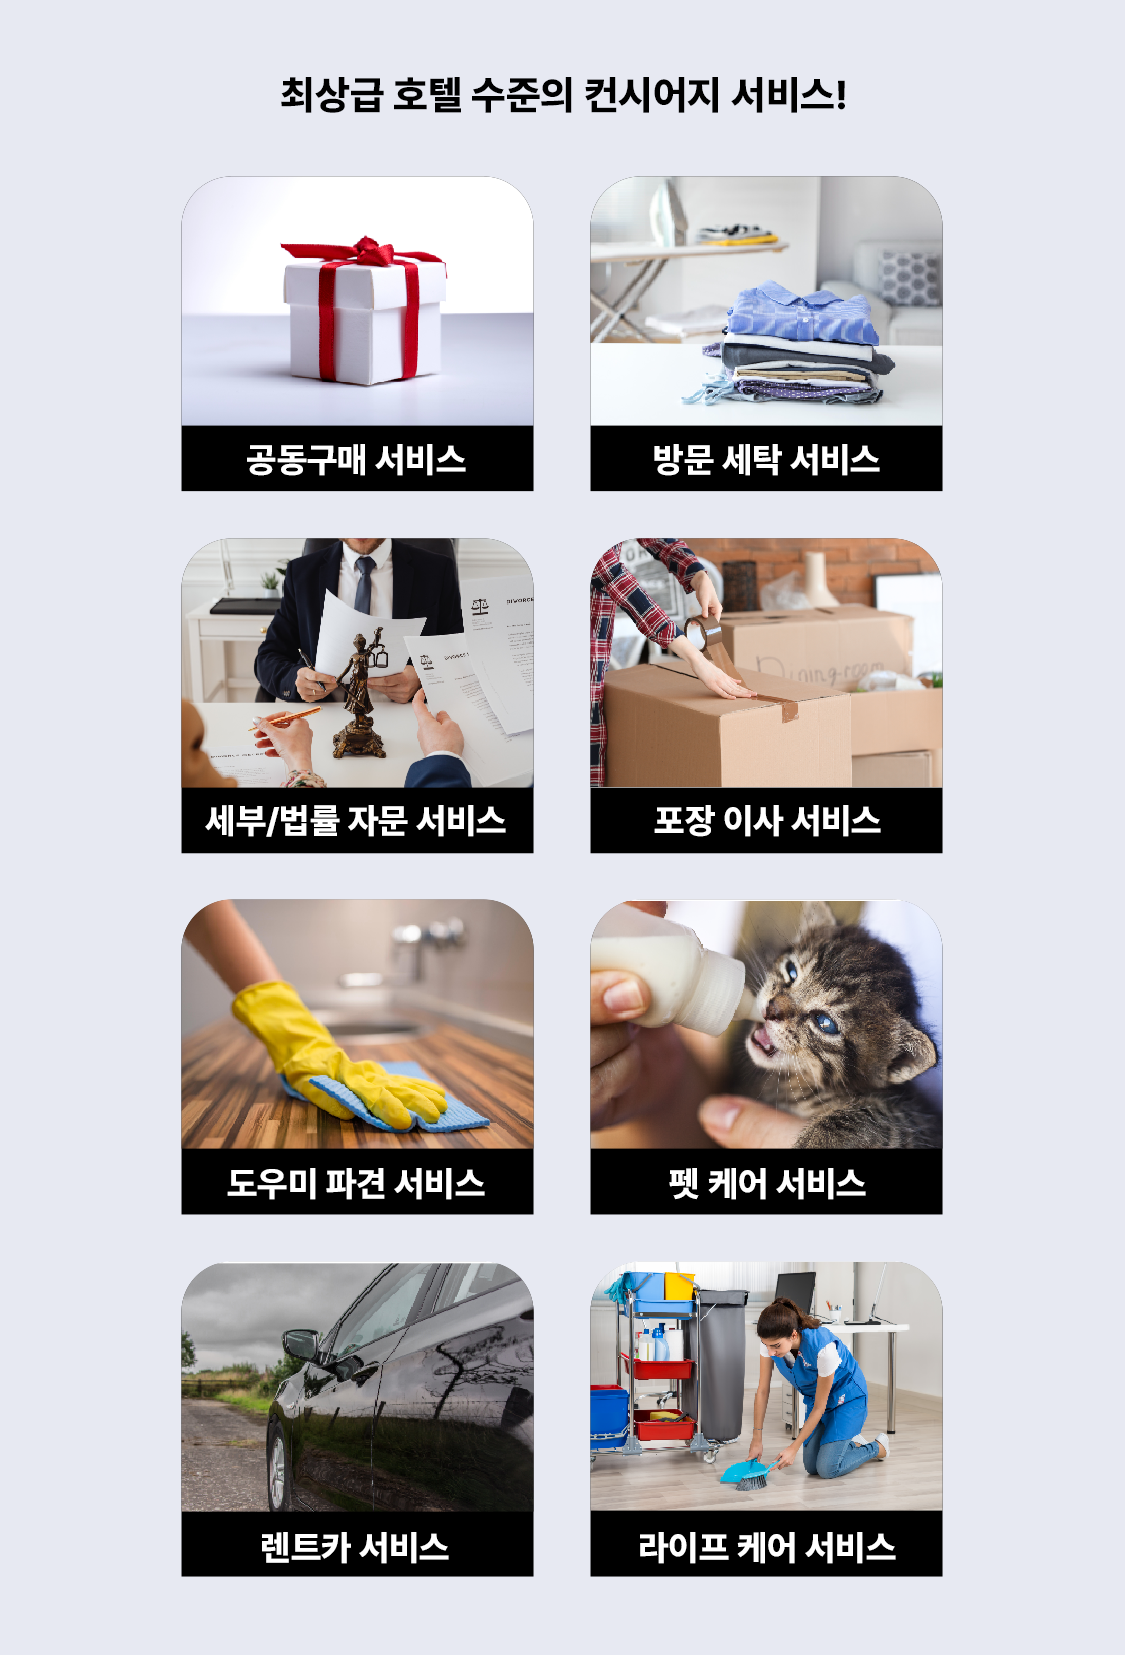 최상급 호텔 수준의 컨시어지 서비스!
공동구매 서비스
방문 세탁 서비스
DIVORCE
세부/법률 자문 서비스
Dining-room
포장 이사 서비스
도우미 파견 서비스
펫 케어 서비스
렌트카 서비스
라이프 케어 서비스